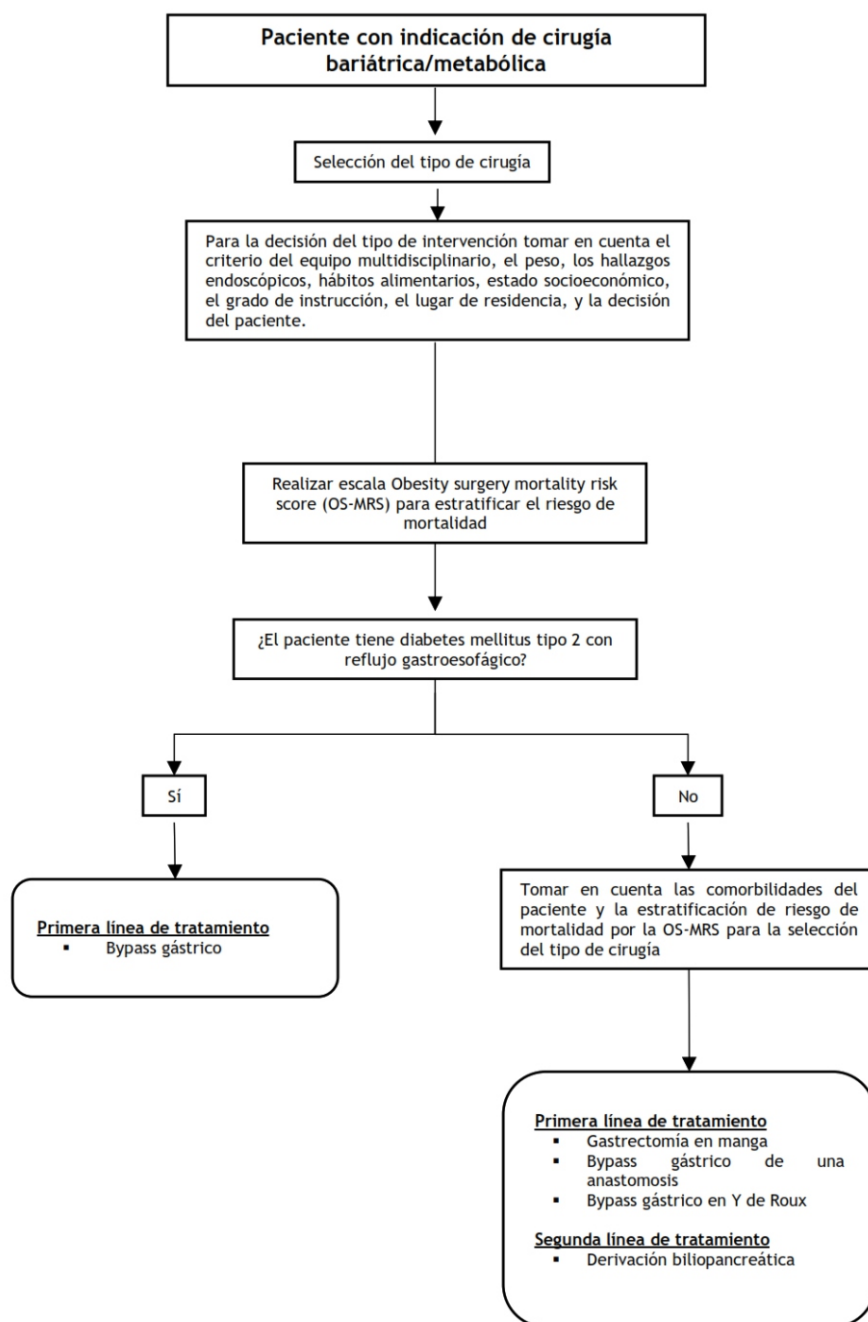 Paciente con indicación de cirugía
bariátrica/metabólica
Selección del tipo de cirugía
Para la decisión del tipo de intervención tomar en cuenta el
criterio del equipo multidisciplinario, el peso, los hallazgos
endoscópicos, hábitos alimentarios, estado socioeconómico,
el grado de instrucción, el lugar de residencia, y la decisión
del paciente.
Realizar escala Obesity surgery mortality risk
score (OS-MRS) para estratificar el riesgo de
mortalidad
¿El paciente tiene diabetes mellitus tipo 2 con
reflujo gastroesofágico?
Sí
No
Primera línea de tratamiento
▪ Bypass gástrico
Tomar en cuenta las comorbilidades del
paciente y la estratificación de riesgo de
mortalidad por la OS-MRS para la selección
del tipo de cirugía
Primera línea de tratamiento
▪ Gastrectomía en manga
▪ Bypass gástrico de una
anastomosis
▪ Bypass gástrico en Y de Roux
Segunda línea de tratamiento
▪ Derivación biliopancreática